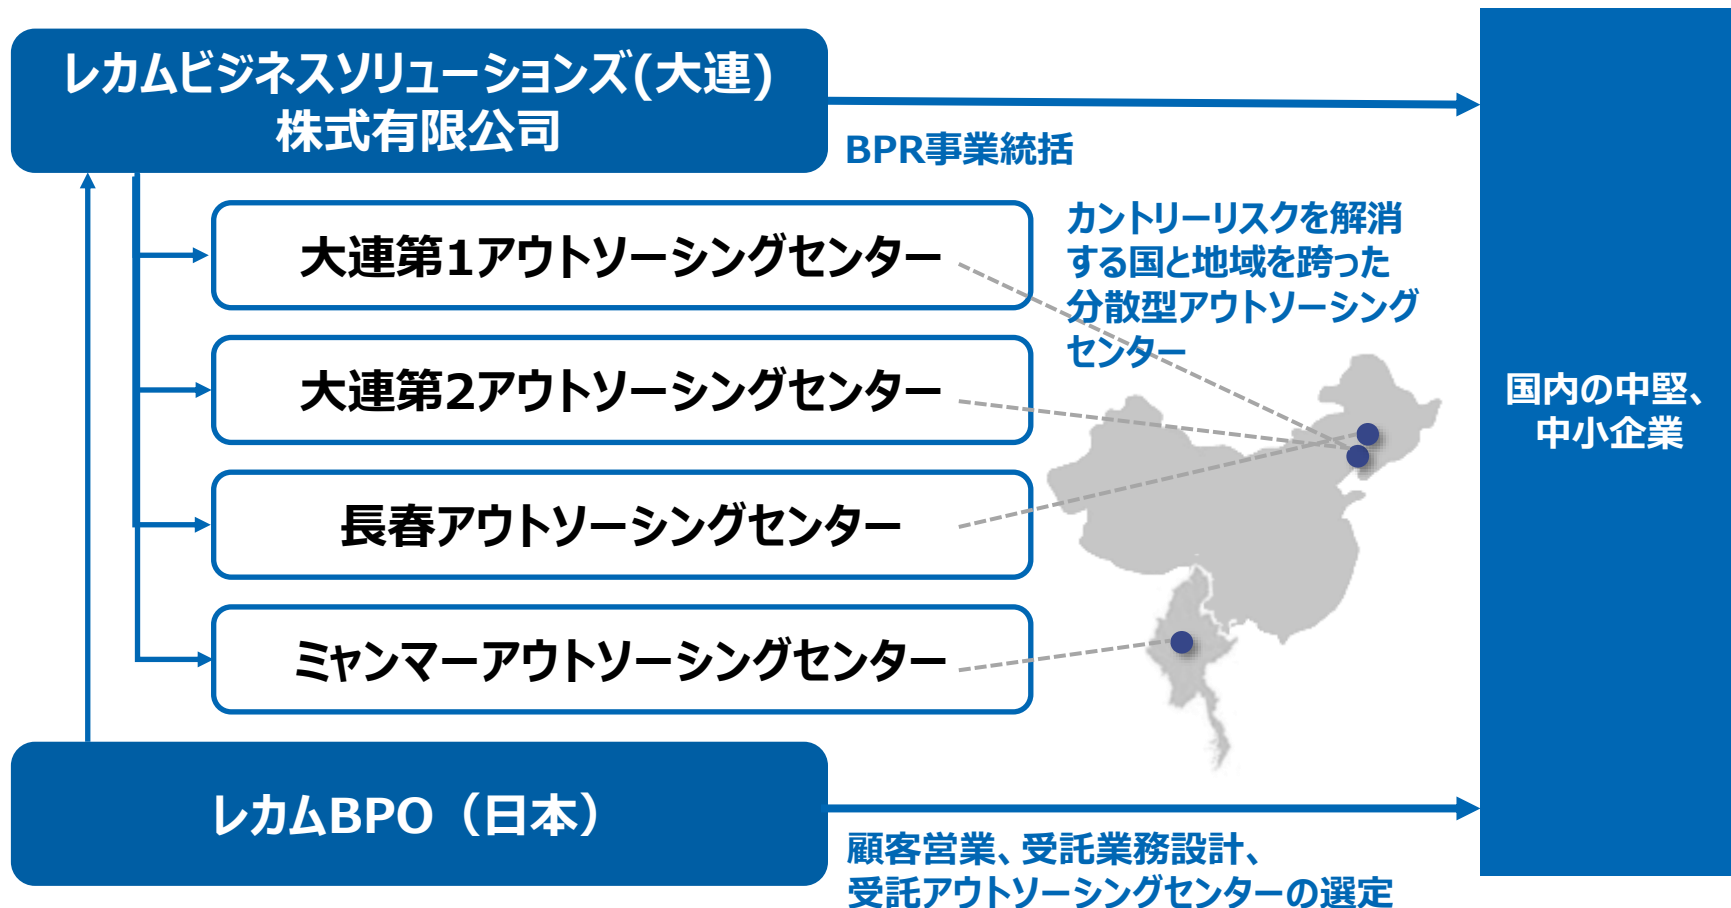 レカムビジネスソリューションズ(大連)
株式有限公司
BPR事業統括
大連第1アウトソーシングセンター
大連第2アウトソーシングセンター
長春アウトソーシングセンター
ミャンマーアウトソーシングセンター
カントリーリスクを解消
する国と地域を跨った
分散型アウトソーシング
センター
国内の中堅、
中小企業
レカムBPO（日本）
顧客営業、受託業務設計、
受託アウトソーシングセンターの選定